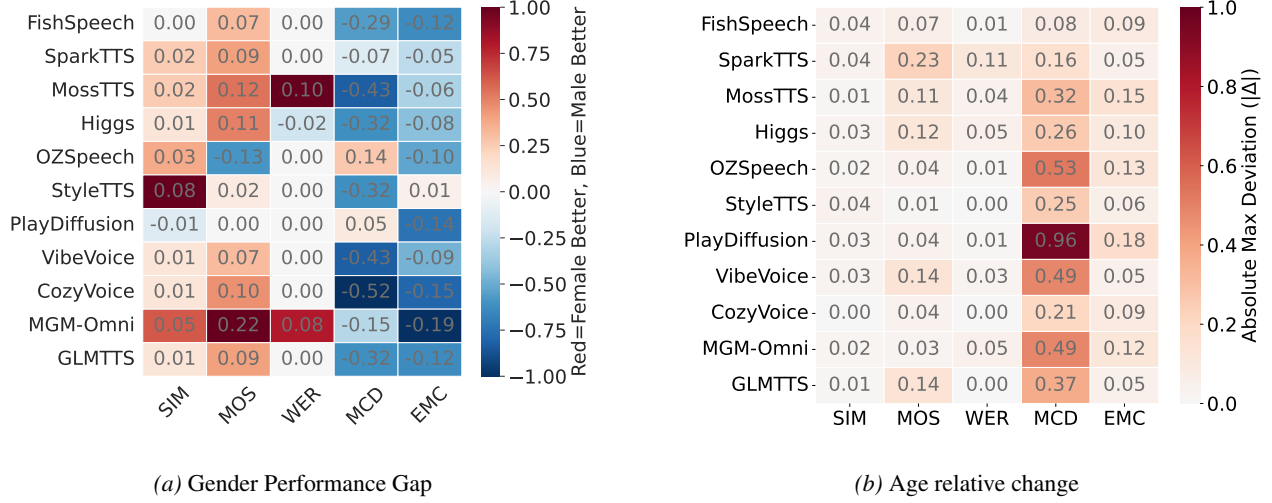 FishSpeech 0.00 0.07 0.00 -0.29 -0.12
SparkTTS 0.02 0.09 0.00 -0.07 -0.05
MossTTS 0.02 0.12 0.10 -0.43 -0.06
Higgs 0.01 0.11 -0.02 -0.32 -0.08
OZSpeech 0.03 -0.13 0.00 0.14 -0.10
StyleTTS 0.08 0.02 0.00 -0.32 0.01
PlayDiffusion -0.01 0.00 0.00 0.05 -0.14
VibeVoice 0.01 0.07 0.00 -0.43 -0.09
CozyVoice 0.01 0.10 0.00 -0.52 -0.15
MGM-Omni 0.05 0.22 0.08 -0.15 -0.19
GLMTTS 0.01 0.09 0.00 -0.32 -0.12
SIM MOS WER MCD EMC
1.00
0.75
0.50
0.25
0.00
−0.25
−0.50
−0.75
−1.00
Red=Female Better, Blue=Male Better
(a) Gender Performance Gap
FishSpeech 0.04 0.07 0.01 0.08 0.09
SparkTTS 0.04 0.23 0.11 0.16 0.05
MossTTS 0.01 0.11 0.04 0.32 0.15
Higgs 0.03 0.12 0.05 0.26 0.10
OZSpeech 0.02 0.04 0.01 0.53 0.13
StyleTTS 0.04 0.01 0.00 0.25 0.06
PlayDiffusion 0.03 0.04 0.01 0.96 0.18
VibeVoice 0.03 0.14 0.03 0.49 0.05
CozyVoice 0.00 0.04 0.00 0.21 0.09
MGM-Omni 0.02 0.03 0.05 0.49 0.12
GLMTTS 0.01 0.14 0.00 0.37 0.05
SIM MOS WER MCD EMC
1.0
0.8
0.6
0.4
0.2
0.0
Absolute Max Deviation (|Δ|)
(b) Age relative change